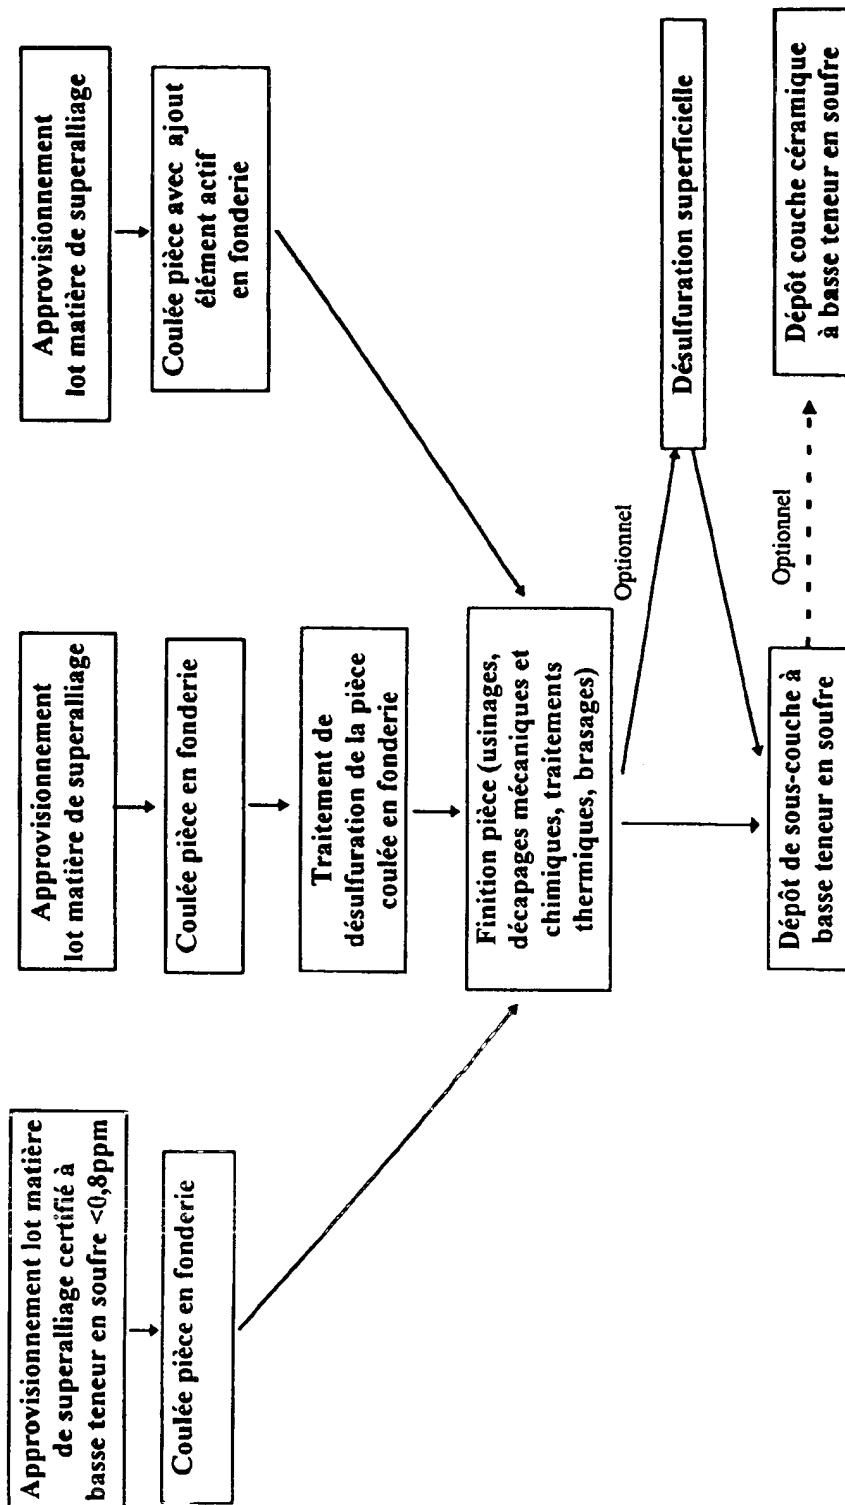 Approvisionnement lot matière
de superalliage certifié à
basse teneur en soufre <0,8ppm
Coulée pièce en fonderie
Approvisionnement
lot matière de superalliage
Coulée pièce en fonderie
Traitement de
désulfuration de la pièce
coulée en fonderie
Approvisionnement
lot matière de superalliage
Coulée pièce avec ajout
élément actif
en fonderie
Finition pièce (usinages,
décapages mécaniques et
chimiques, traitements
thermiques, brasages)
Optionnel
Désulfuration superficielle
Dépôt de sous-couche à
basse teneur en soufre
Optionnel
Dépôt couche céramique
à basse teneur en soufre